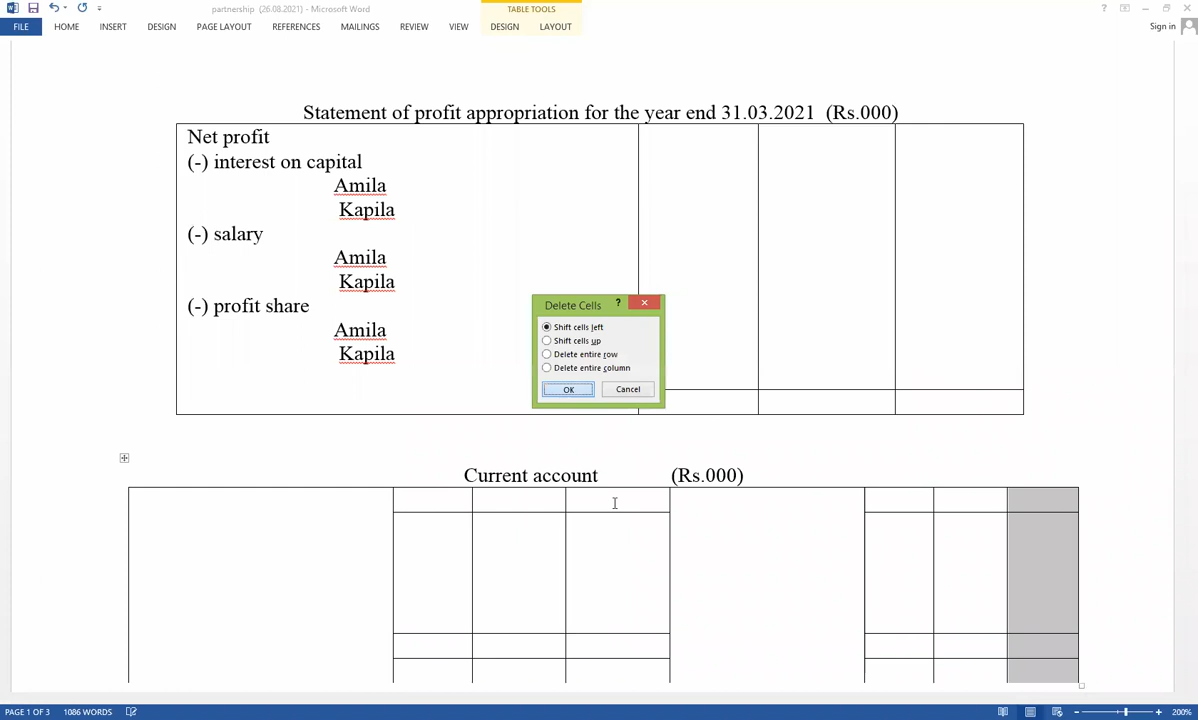 partnership (26.08.2021) - Microsoft Word
TABLE TOOLS
FILE HOME INSERT DESIGN PAGE LAYOUT REFERENCES MAILINGS REVIEW VIEW DESIGN LAYOUT
Sign in
Statement of profit appropriation for the year end 31.03.2021 (Rs.000)
Net profit
(-) interest on capital
Amila
Kapila
(-) salary
Amila
Kapila
(-) profit share
Amila
Kapila
Delete Cells
Shift cells left
Shift cells up
Delete entire row
Delete entire column
OK Cancel
Current account (Rs.000)
PAGE 1 OF 3 1086 WORDS
200%